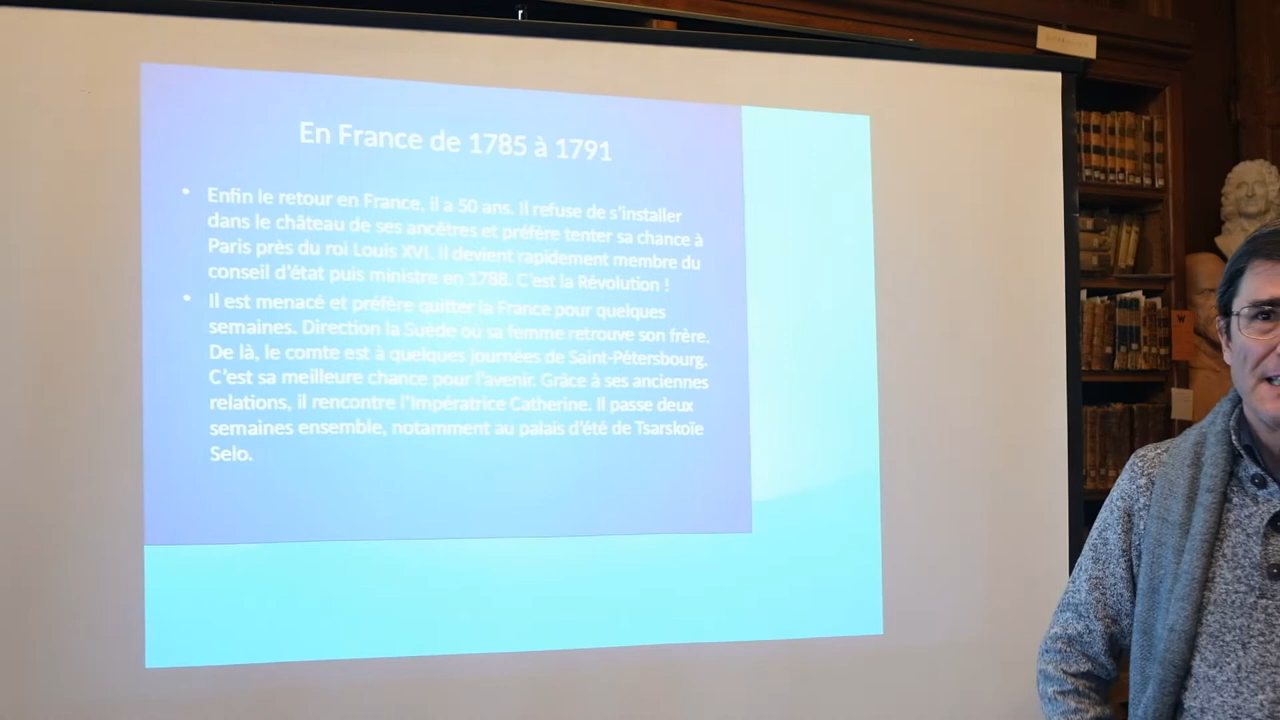 En France de 1785 à 1791
• Enfin le retour en France, il a 50 ans. Il refuse de s'installer
dans le château de ses ancêtres et préfère tenter sa chance à
Paris près du roi Louis XVI. Il devient rapidement membre du
conseil d'état puis ministre en 1788. C'est la Révolution !
• Il est menacé et préfère quitter la France pour quelques
semaines. Direction la Suède ou sa femme retrouve son frère.
De là, le comte est à quelques journées de Saint-Pétersbourg.
C'est sa meilleure chance pour l'avenir. Grâce à ses anciennes
relations, il rencontre l'Impératrice Catherine. Il passe deux
semaines ensemble, notamment au palais d'été de Tsarskoïe
Selo.
W